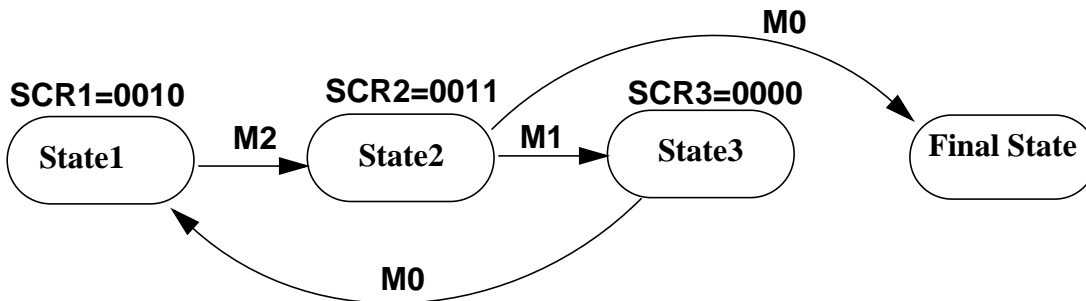 M0
SCR1=0010
SCR2=0011
SCR3=0000
State1
M2
State2
M1
State3
Final State
M0